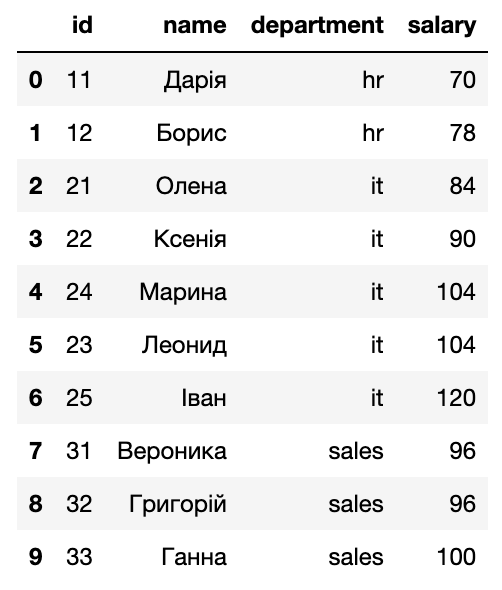 id name department salary
0 11 Дарія hr 70
1 12 Борис hr 78
2 21 Олена it 84
3 22 Ксенія it 90
4 24 Марина it 104
5 23 Леонид it 104
6 25 Іван it 120
7 31 Вероника sales 96
8 32 Григорій sales 96
9 33 Ганна sales 100